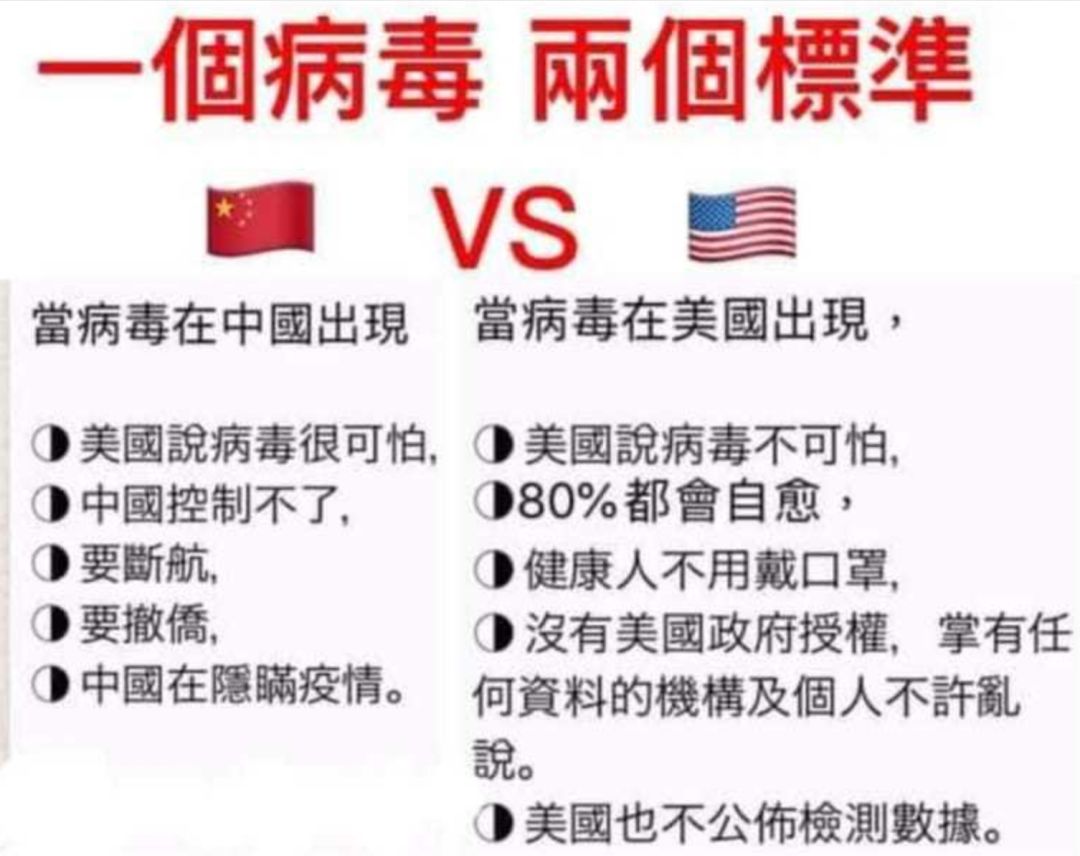 一個病毒 兩個標準
VS
當病毒在中國出現
◑ 美國說病毒很可怕,
◑ 中國控制不了,
◑ 要斷航,
◑ 要撤僑,
◑ 中國在隱瞞疫情。
當病毒在美國出現，
◑ 美國說病毒不可怕,
◑80%都會自愈，
◑ 健康人不用戴口罩,
◑ 沒有美國政府授權, 掌有任
何資料的機構及個人不許亂
說。
◑ 美國也不公佈檢測數據。